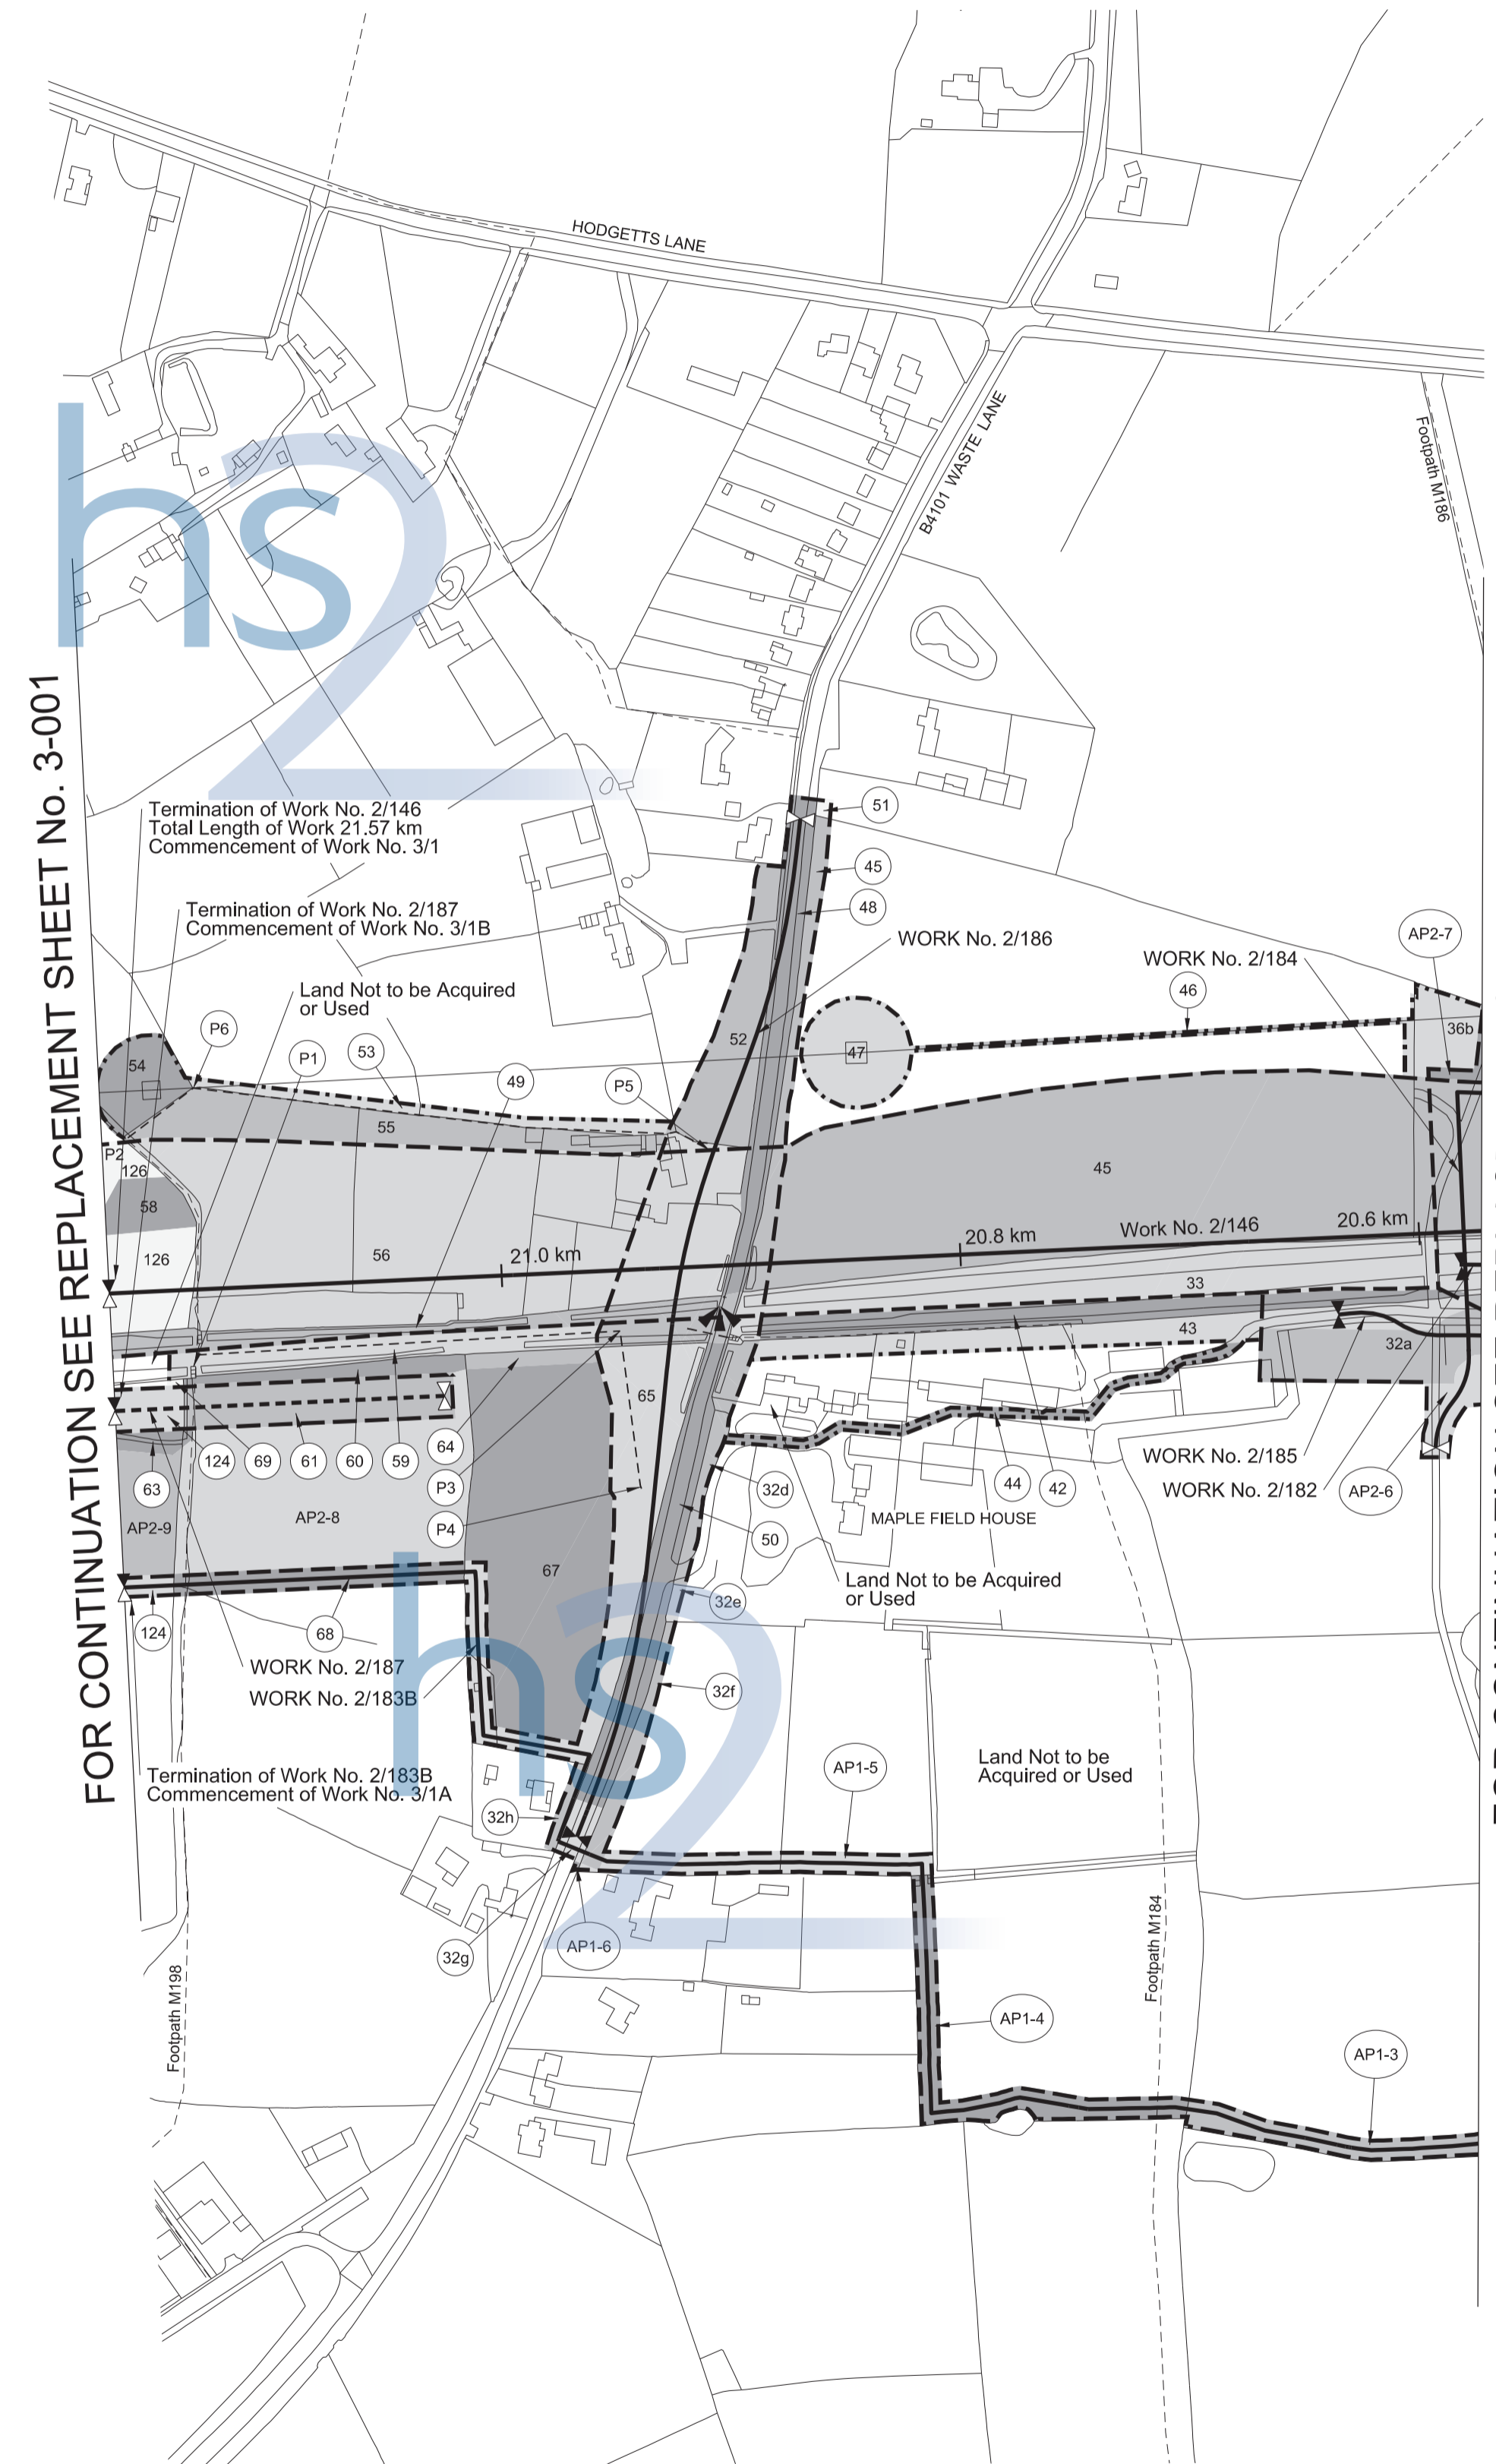 HODGETTS LANE
B4101 WASTE LANE
Footpath M186
hs2
FOR CONTINUATION SEE REPLACEMENT SHEET No. 3-001
Termination of Work No. 2/146
Total Length of Work 21.57 km
Commencement of Work No. 3/1
51
45
48
Termination of Work No. 2/187
Commencement of Work No. 3/1B
WORK No. 2/186
AP2-7
WORK No. 2/184
46
Land Not to be Acquired
or Used
P6
P1
53
49
P5
54
52
47
36b
55
P2
126
58
45
126
56
21.0 km
20.8 km
Work No. 2/146
20.6 km
33
43
32a
65
63
124
69
61
60
59
64
P3
P4
32d
50
44
42
WORK No. 2/185
WORK No. 2/182
AP2-6
MAPLE FIELD HOUSE
AP2-9
AP2-8
67
Land Not to be Acquired
or Used
32e
124
68
WORK No. 2/187
WORK No. 2/183B
hs2
32f
Termination of Work No. 2/183B
Commencement of Work No. 3/1A
32h
AP1-5
Land Not to be
Acquired or Used
32g
AP1-6
Footpath M198
Footpath M184
AP1-4
AP1-3